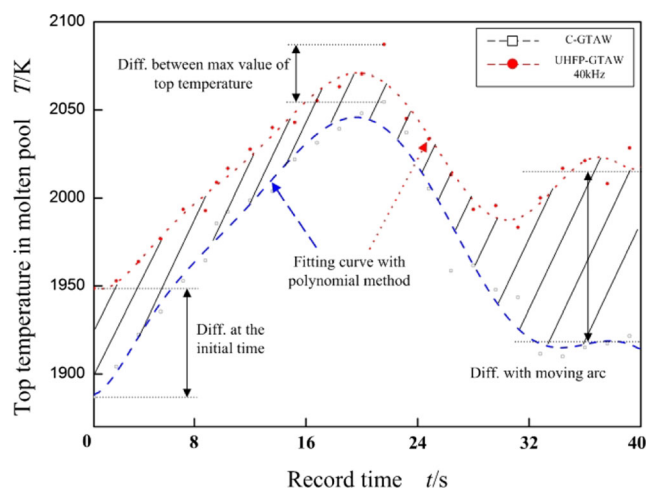 2100
2050
2000
1950
1900
Top temperature in molten pool T/K
C-GTAW
UHFP-GTAW
40kHz
Diff. between max value of
top temperature
Fitting curve with
polynomial method
Diff. at the
initial time
Diff. with moving arc
0 8 16 24 32 40
Record time t/s